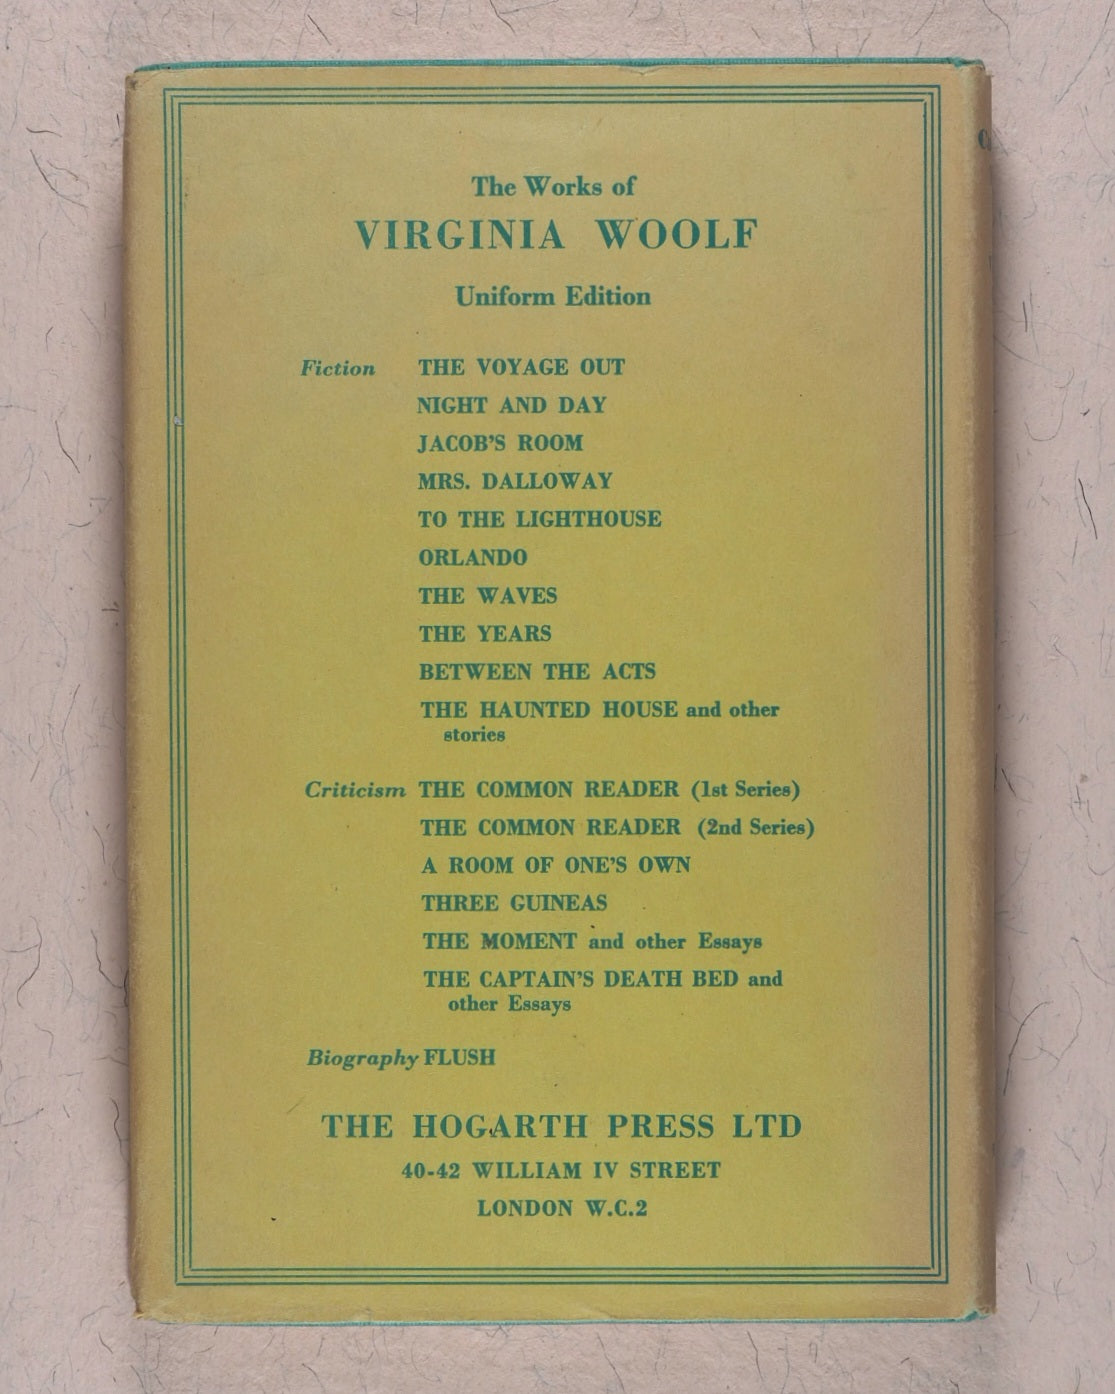 The Works of
VIRGINIA WOOLF
Uniform Edition
Fiction THE VOYAGE OUT
NIGHT AND DAY
JACOB'S ROOM
MRS. DALLOWAY
TO THE LIGHTHOUSE
ORLANDO
THE WAVES
THE YEARS
BETWEEN THE ACTS
THE HAUNTED HOUSE and other
stories
Criticism THE COMMON READER (1st Series)
THE COMMON READER (2nd Series)
A ROOM OF ONE'S OWN
THREE GUINEAS
THE MOMENT and other Essays
THE CAPTAIN'S DEATH BED and
other Essays
Biography FLUSH
THE HOGARTH PRESS LTD
40-42 WILLIAM IV STREET
LONDON W.C.2